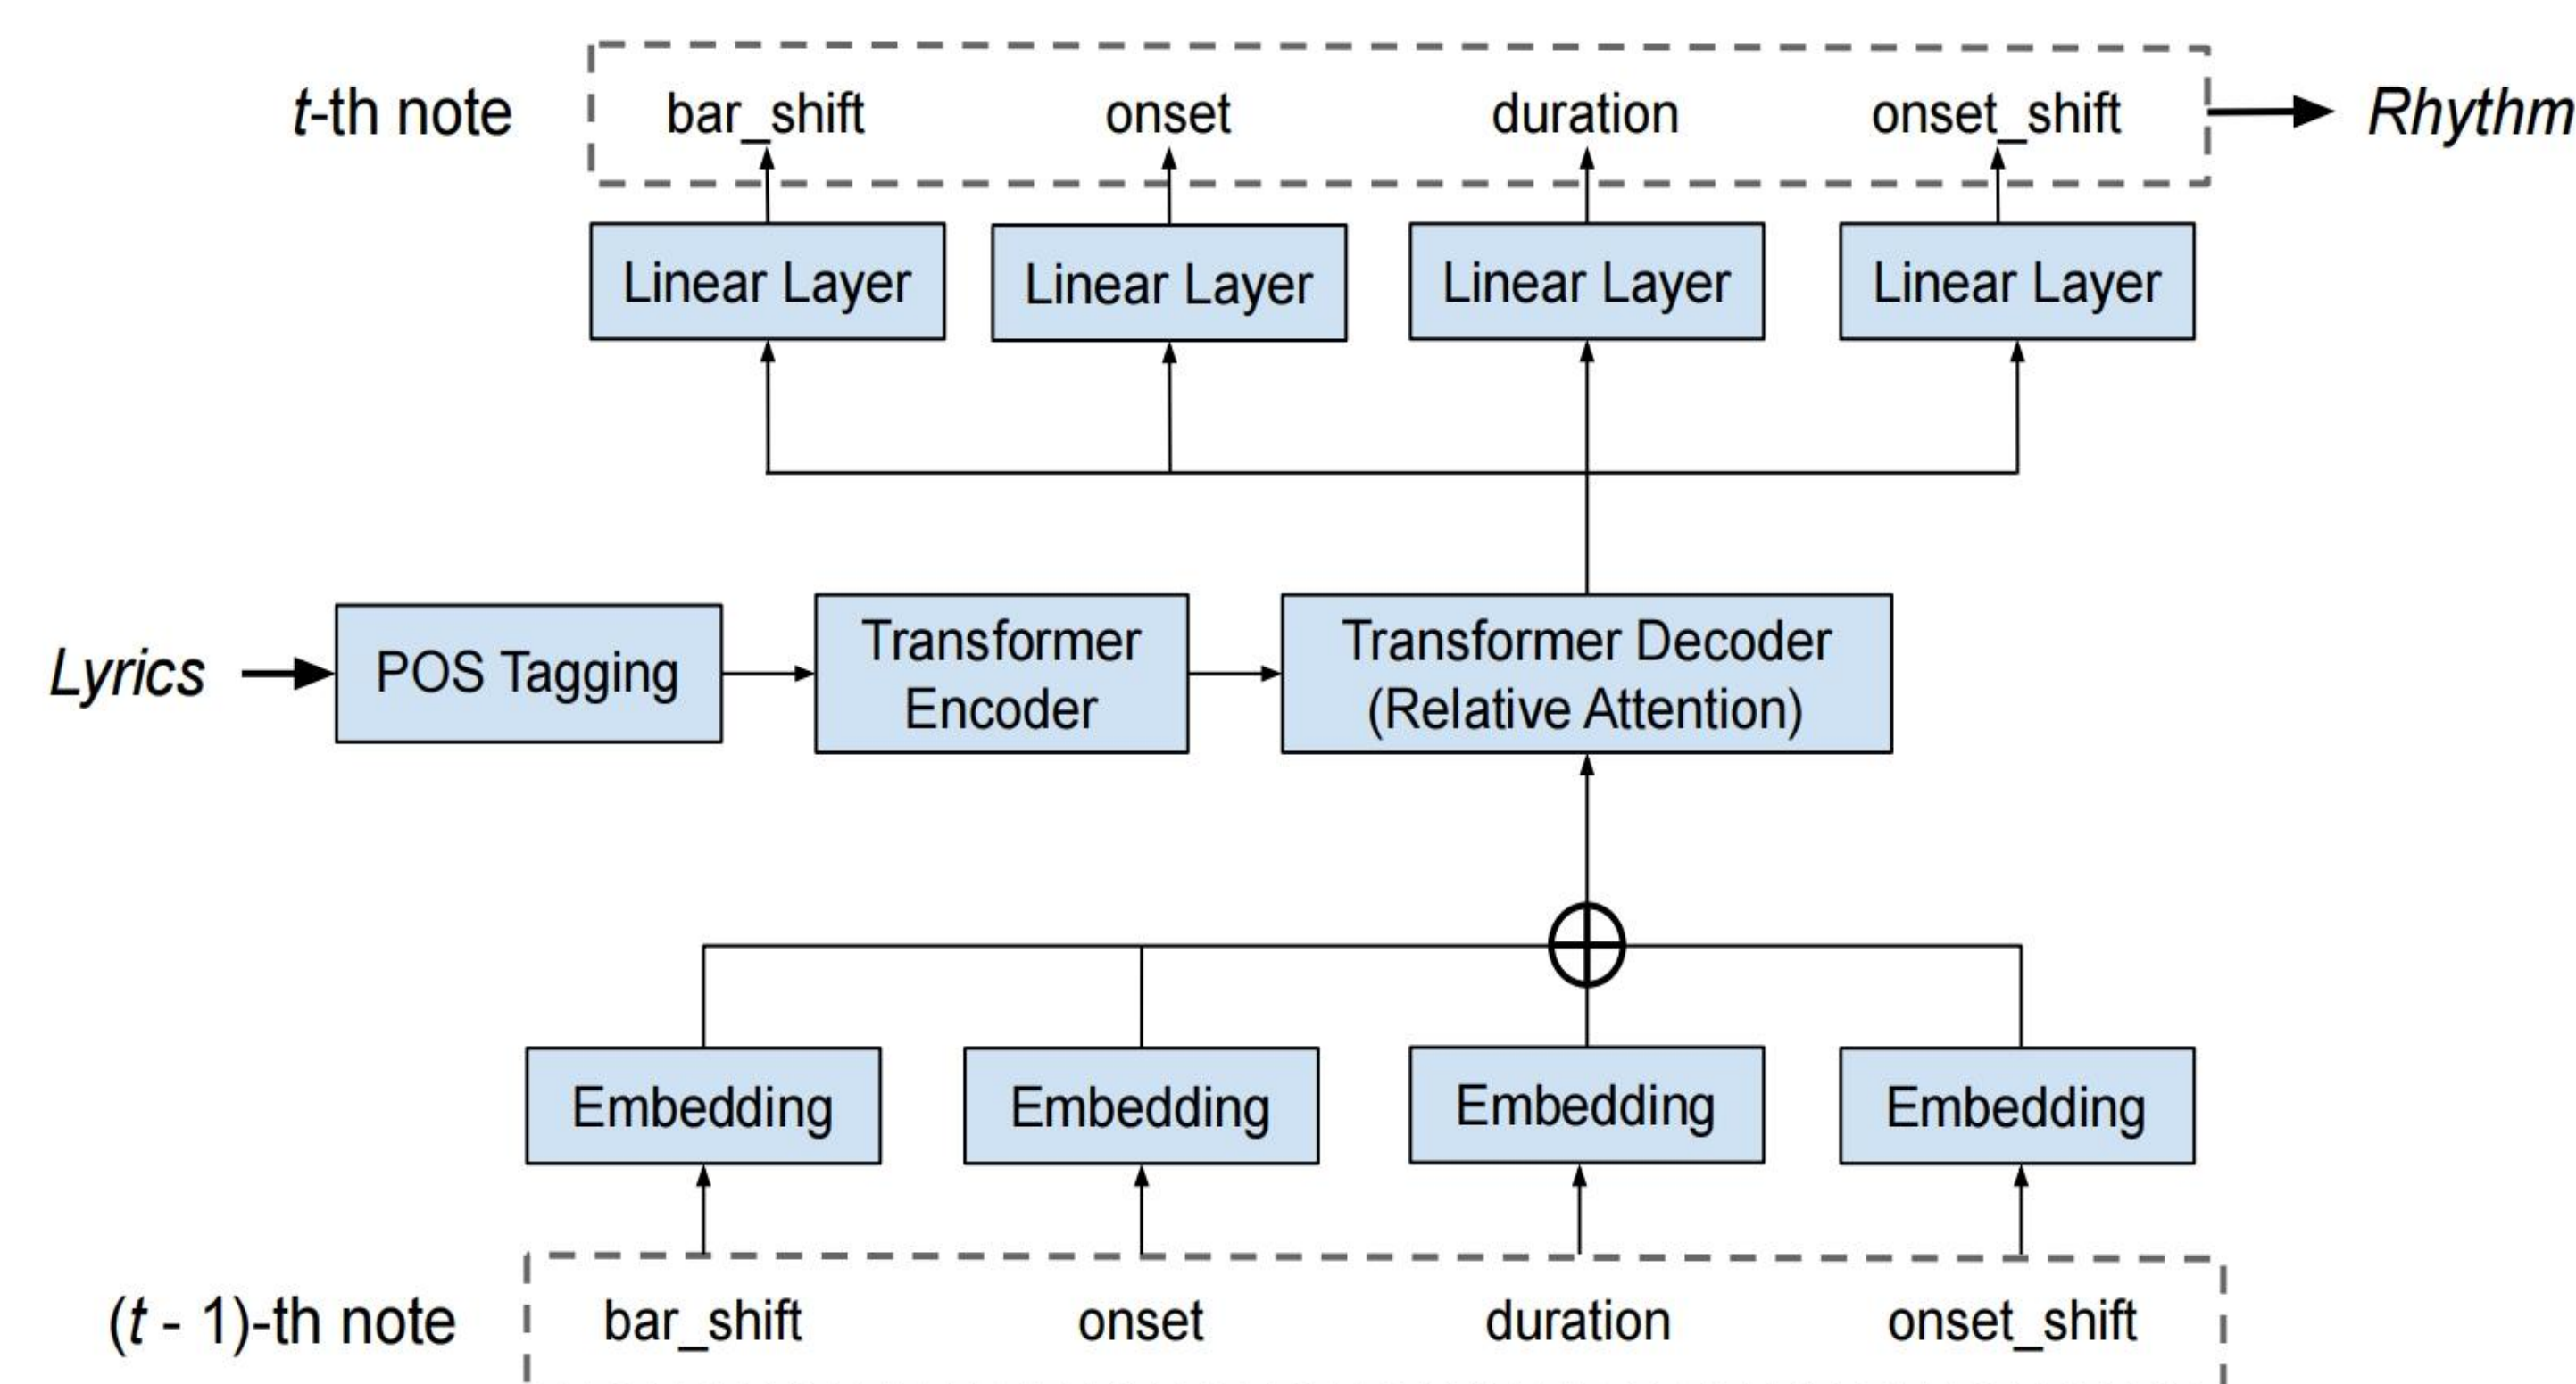 t-th note
bar_shift
onset
duration
onset_shift
Rhythm
Linear Layer
Linear Layer
Linear Layer
Linear Layer
Lyrics
POS Tagging
Transformer
Encoder
Transformer Decoder
(Relative Attention)
Embedding
Embedding
Embedding
Embedding
(t - 1)-th note
bar_shift
onset
duration
onset_shift